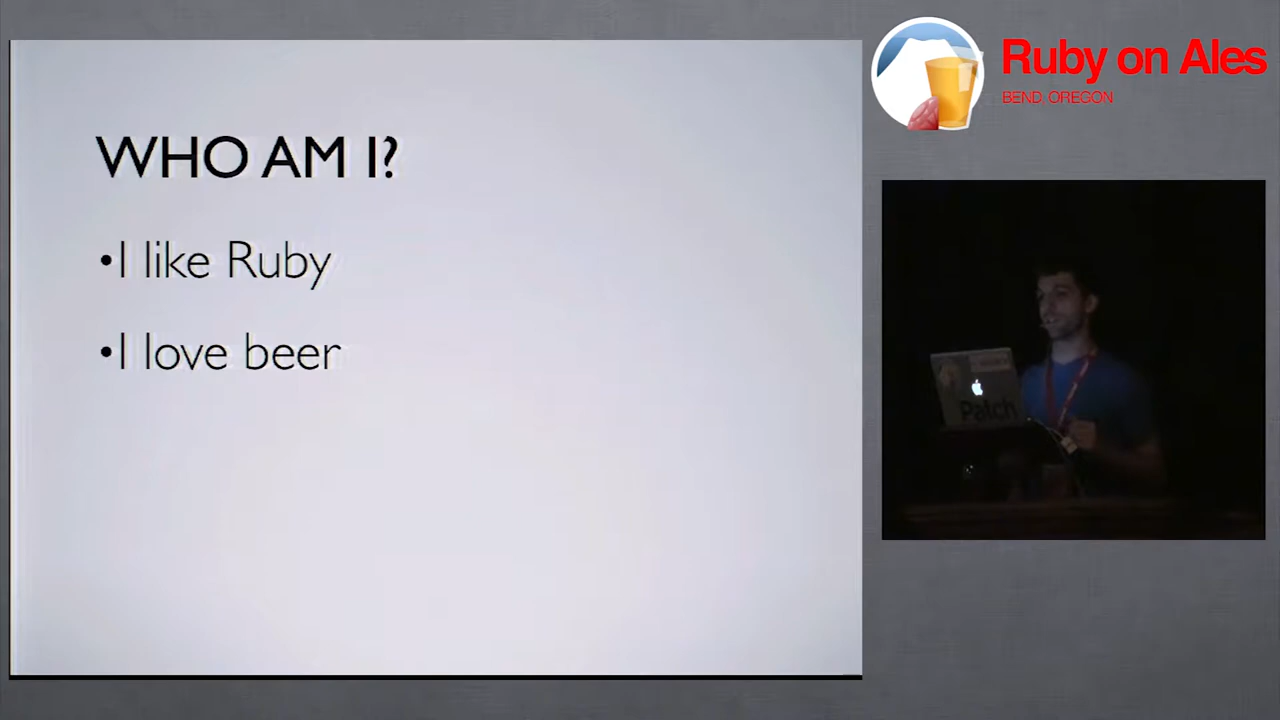 WHO AM I?
•I like Ruby
•I love beer
Ruby on Ales
BEND, OREGON
Patch